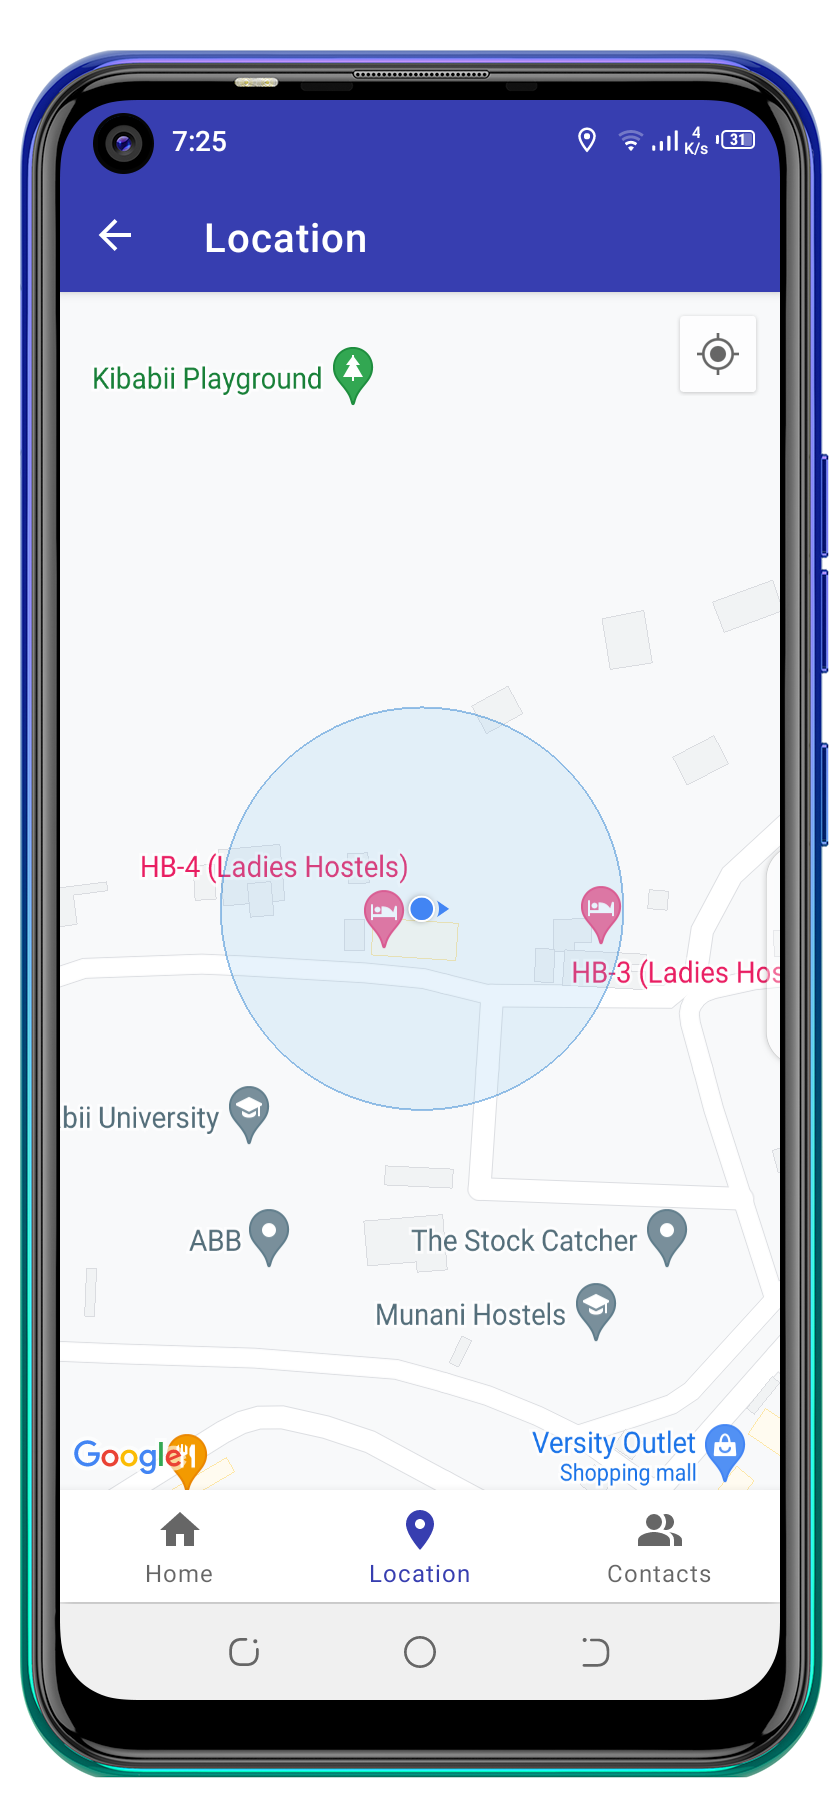 7:25
4
K/s
31
Location
Kibabii Playground
HB-4 (Ladies Hostels)
HB-3 (Ladies Hos
bii University
ABB
The Stock Catcher
Munani Hostels
Google
Versity Outlet
Shopping mall
Home
Location
Contacts